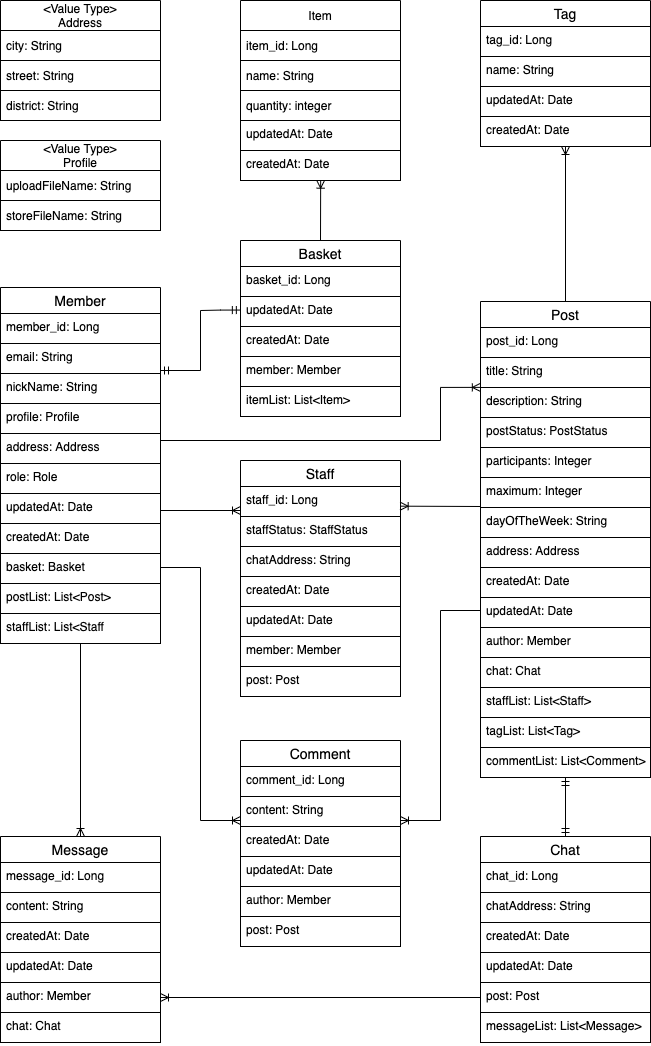 <Value Type>
Address
city: String
street: String
district: String
<Value Type>
Profile
uploadFileName: String
storeFileName: String
Item
item_id: Long
name: String
quantity: integer
updatedAt: Date
createdAt: Date
Tag
tag_id: Long
name: String
updatedAt: Date
createdAt: Date
Basket
basket_id: Long
updatedAt: Date
createdAt: Date
member: Member
itemList: List<Item>
Member
member_id: Long
email: String
nickName: String
profile: Profile
address: Address
role: Role
updatedAt: Date
createdAt: Date
basket: Basket
postList: List<Post>
staffList: List<Staff
Staff
staff_id: Long
staffStatus: StaffStatus
chatAddress: String
createdAt: Date
updatedAt: Date
member: Member
post: Post
Post
post_id: Long
title: String
description: String
postStatus: PostStatus
participants: Integer
maximum: Integer
dayOfTheWeek: String
address: Address
createdAt: Date
updatedAt: Date
author: Member
chat: Chat
staffList: List<Staff>
tagList: List<Tag>
commentList: List<Comment>
Comment
comment_id: Long
content: String
createdAt: Date
updatedAt: Date
author: Member
post: Post
Message
message_id: Long
content: String
createdAt: Date
updatedAt: Date
author: Member
chat: Chat
Chat
chat_id: Long
chatAddress: String
createdAt: Date
updatedAt: Date
post: Post
messageList: List<Message>